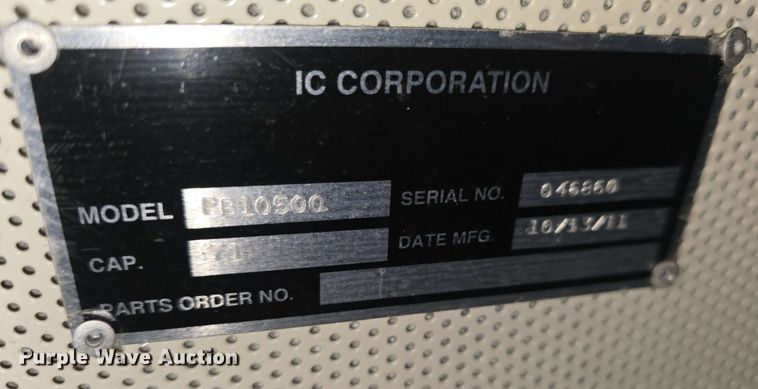 IC CORPORATION
MODEL PB10500 SERIAL NO. 046860
CAP. 71 DATE MFG. 10/13/11
PARTS ORDER NO.
Purple Wave Auction